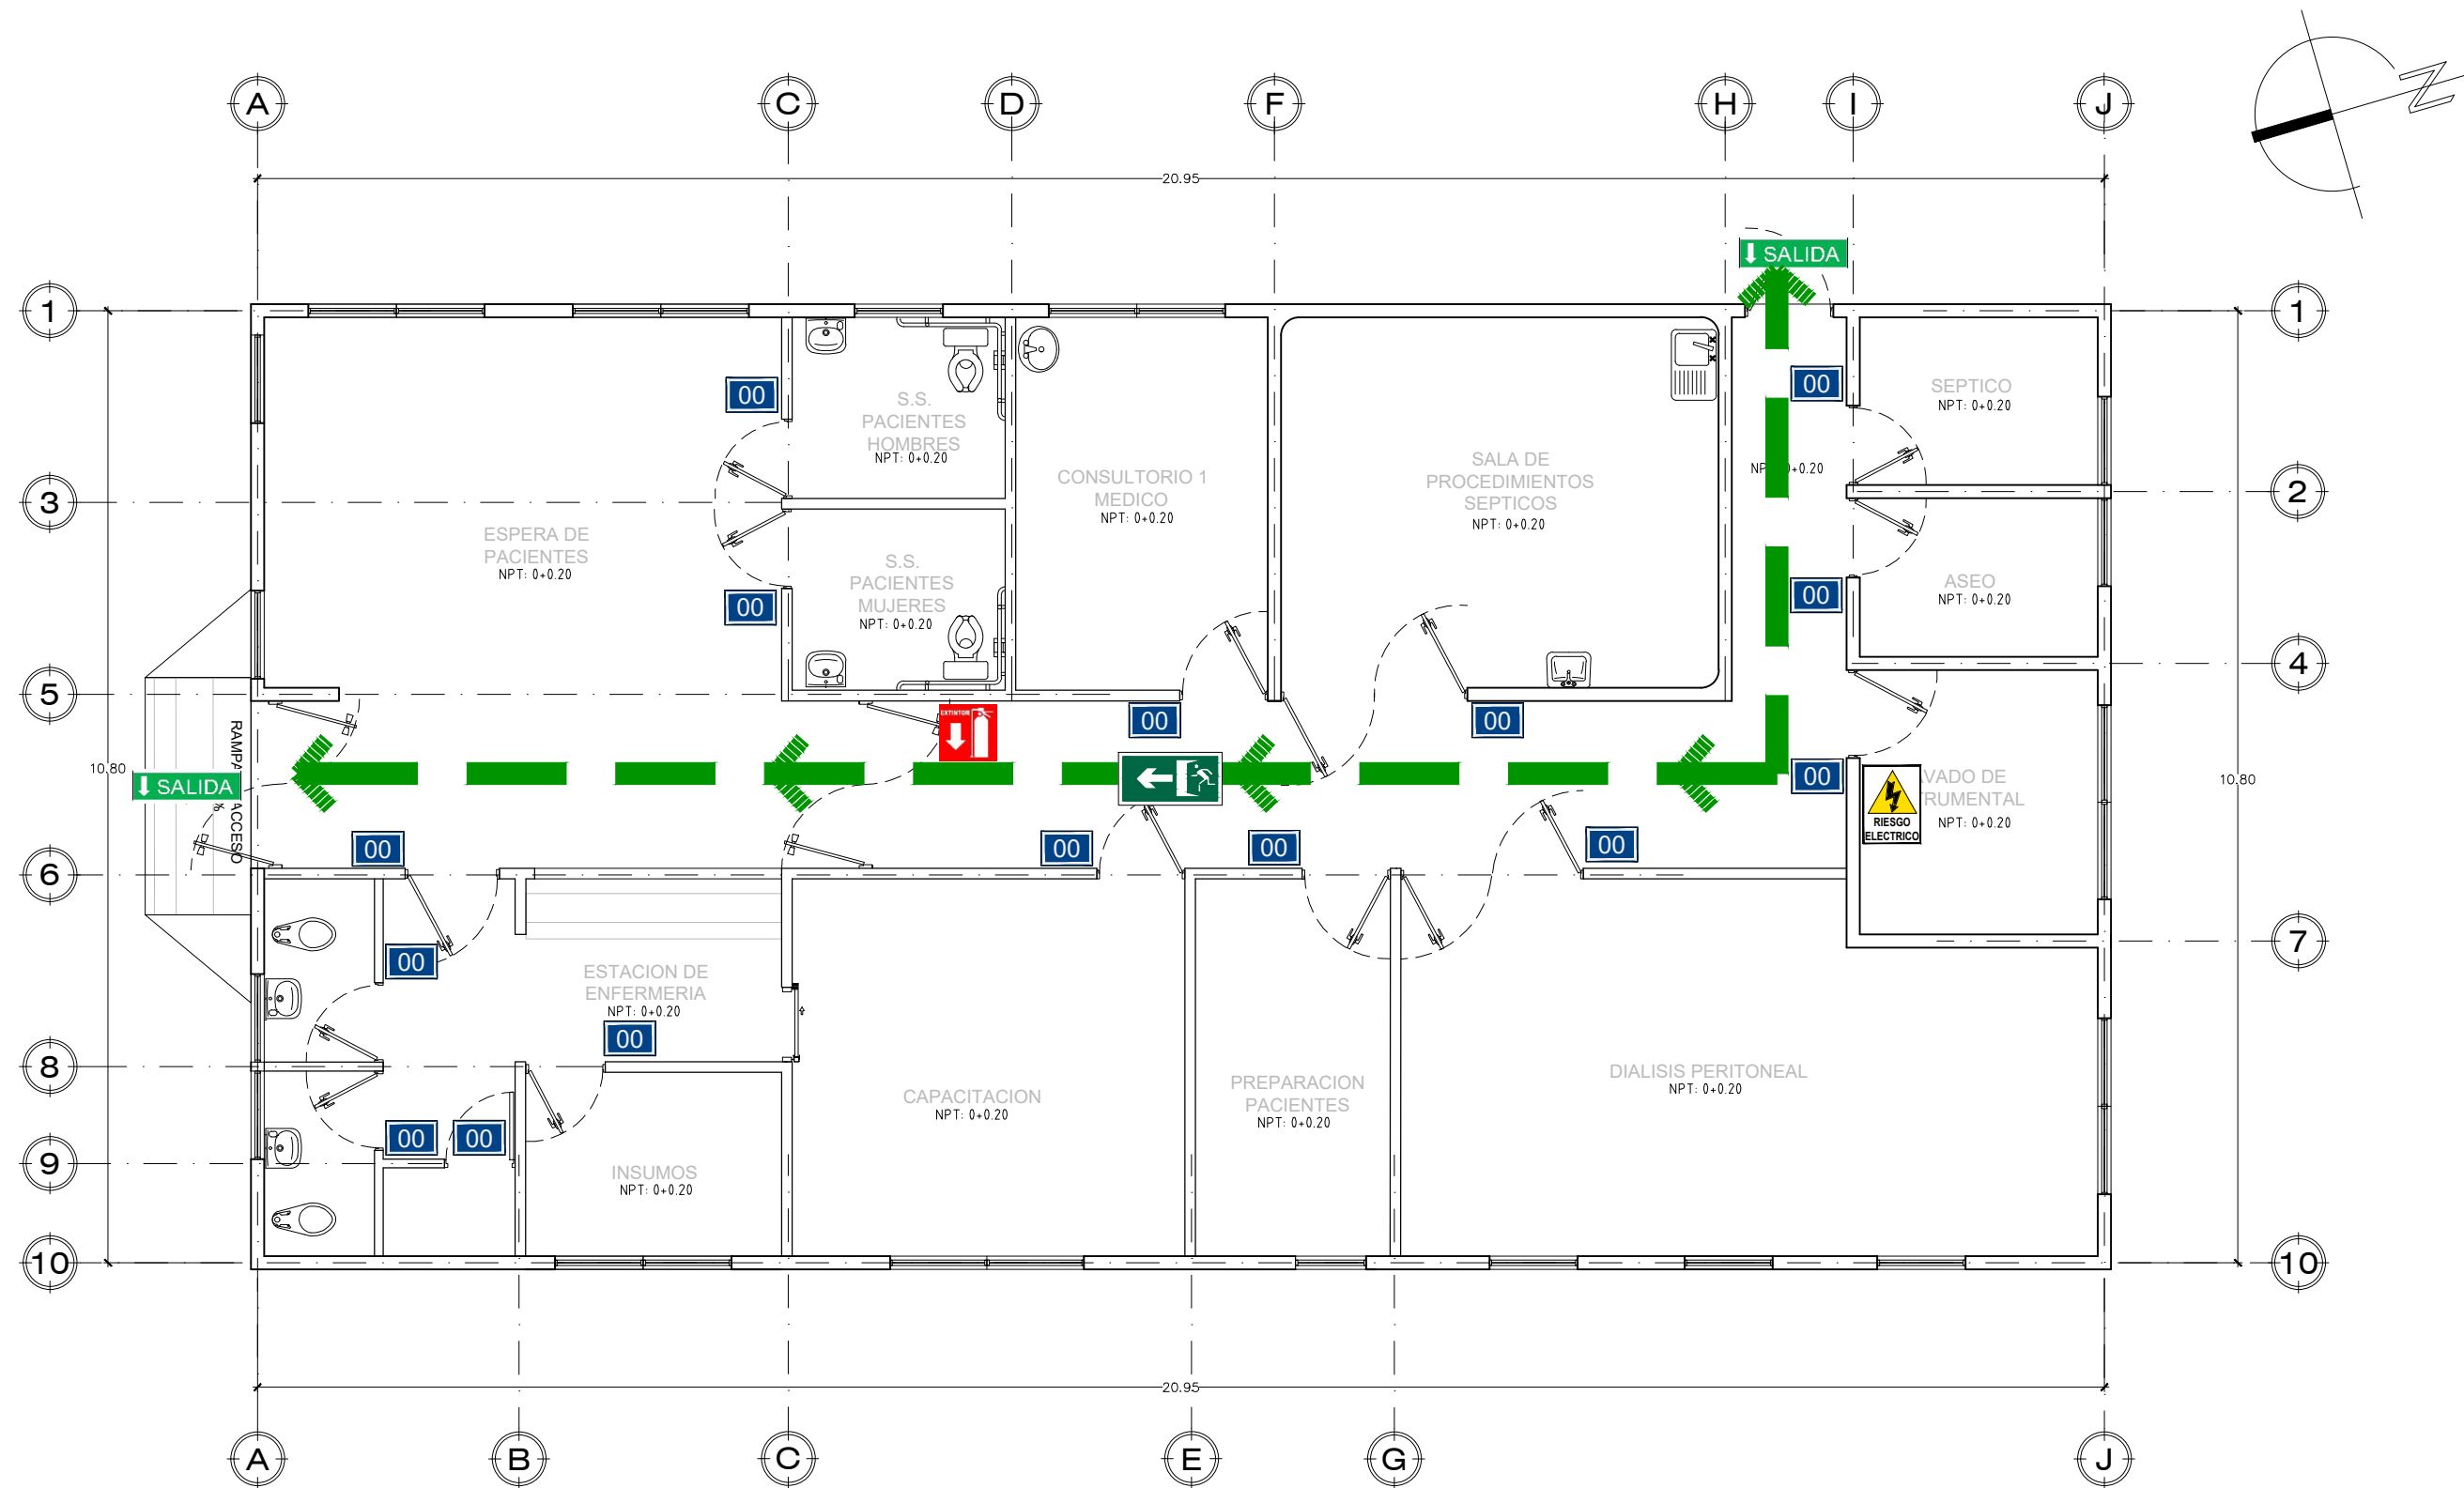 N
A
C
D
F
H
I
J
20.95
SALIDA
1
1
00
00
S.S.
PACIENTES
HOMBRES
NPT: 0+0.20
SEPTICO
NPT: 0+0.20
CONSULTORIO 1
MEDICO
NPT: 0+0.20
SALA DE
PROCEDIMIENTOS
SEPTICOS
NPT: 0+0.20
3
2
ESPERA DE
PACIENTES
NPT: 0+0.20
S.S.
PACIENTES
MUJERES
NPT: 0+0.20
00
00
ASEO
NPT: 0+0.20
5
4
EXTINTOR
00
00
RAMPA
ACCESO
10.80
SALIDA
00
VADO DE
TRUMENTAL
NPT: 0+0.20
RIESGO
ELECTRICO
10.80
00
00
00
00
6
7
00
ESTACION DE
ENFERMERIA
NPT: 0+0.20
00
8
CAPACITACION
NPT: 0+0.20
PREPARACION
PACIENTES
NPT: 0+0.20
DIALISIS PERITONEAL
NPT: 0+0.20
00
00
9
INSUMOS
NPT: 0+0.20
10
10
20.95
A
B
C
E
G
J